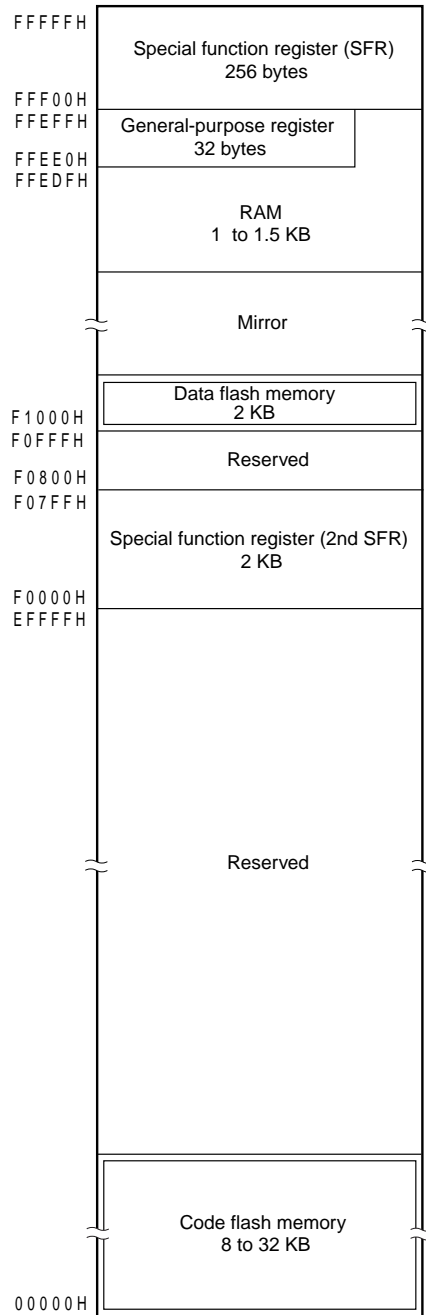 FFFFFH
Special function register (SFR)
256 bytes
FFF00H
FFEFFH
General-purpose register
32 bytes
FFEE0H
FFEDFH
RAM
1 to 1.5 KB
Mirror
Data flash memory
2 KB
F1000H
F0FFFH
Reserved
F0800H
F07FFH
Special function register (2nd SFR)
2 KB
F0000H
EFFFFH
Reserved
Code flash memory
8 to 32 KB
00000H